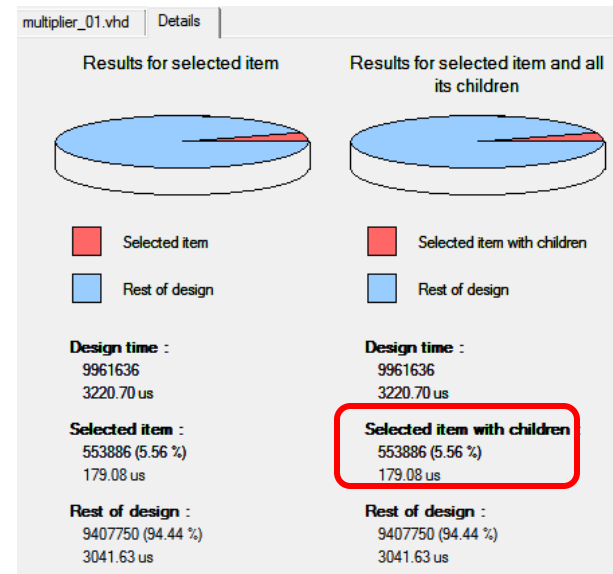 multiplier_01.vhd
Details
Results for selected item
Selected item
Rest of design
Design time :
9961636
3220.70 us
Selected item :
553886 (5.56 %)
179.08 us
Rest of design :
9407750 (94.44 %)
3041.63 us
Results for selected item and all
its children
Selected item with children
Rest of design
Design time :
9961636
3220.70 us
Selected item with children :
553886 (5.56 %)
179.08 us
Rest of design :
9407750 (94.44 %)
3041.63 us